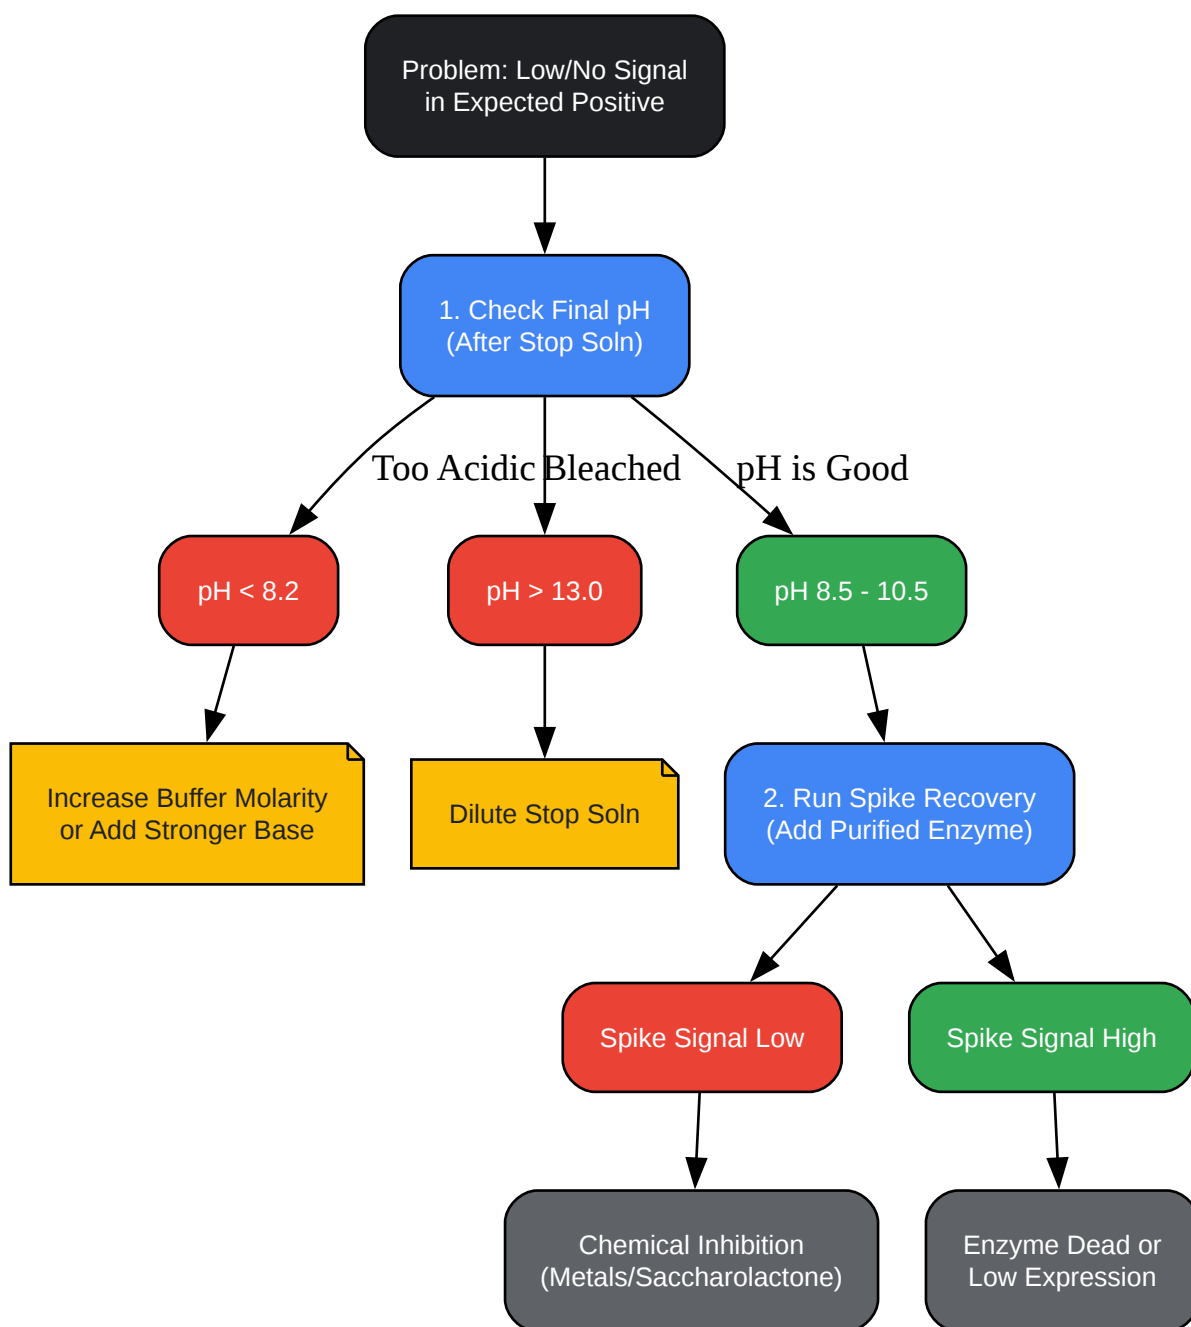 Problem: Low/No Signal
in Expected Positive
1. Check Final pH
(After Stop Soln)
Too Acidic
Bleached
pH is Good
pH < 8.2
pH > 13.0
pH 8.5 - 10.5
Increase Buffer Molarity
or Add Stronger Base
Dilute Stop Soln
2. Run Spike Recovery
(Add Purified Enzyme)
Spike Signal Low
Spike Signal High
Chemical Inhibition
(Metals/Saccharolactone)
Enzyme Dead or
Low Expression